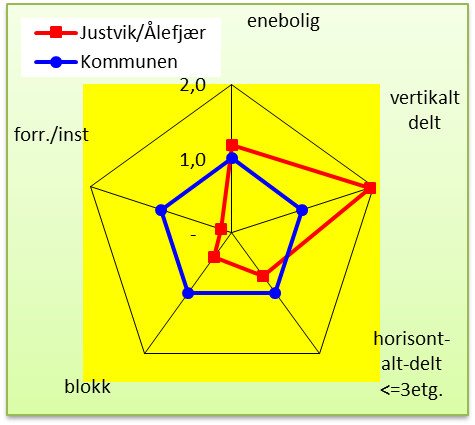 enebolig
Justvik/Ålefjær
Kommunen
2,0
vertikalt
delt
forr./inst
1,0
-
horisont-
alt-delt
<=3etg.
blokk